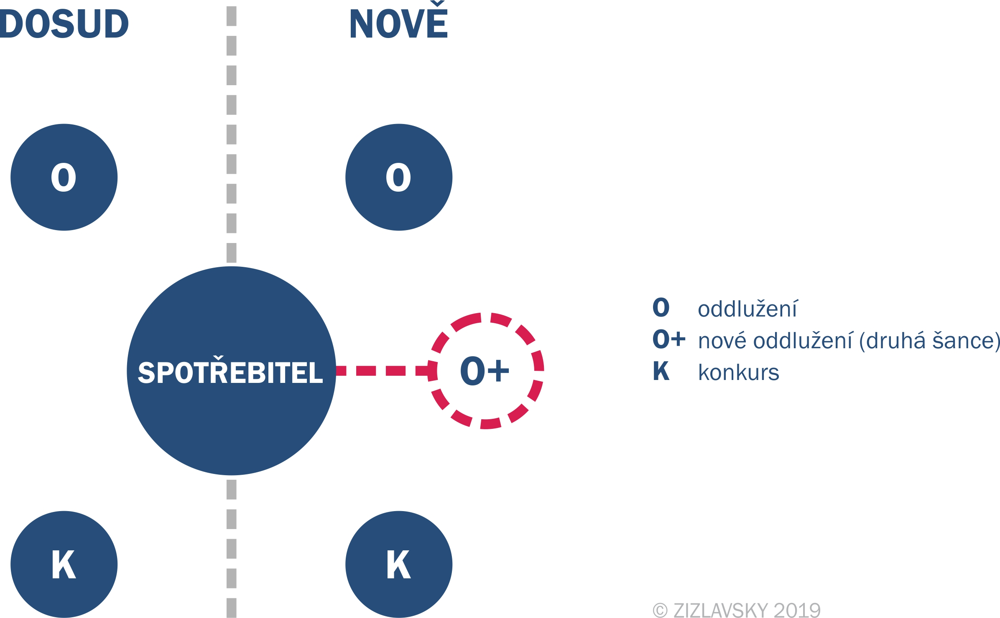 DOSUD
NOVĚ
O
O
SPOTŘEBITEL
O+
O oddlužení
O+ nové oddlužení (druhá šance)
K konkurs
K
K
© ZIZLAVSKY 2019